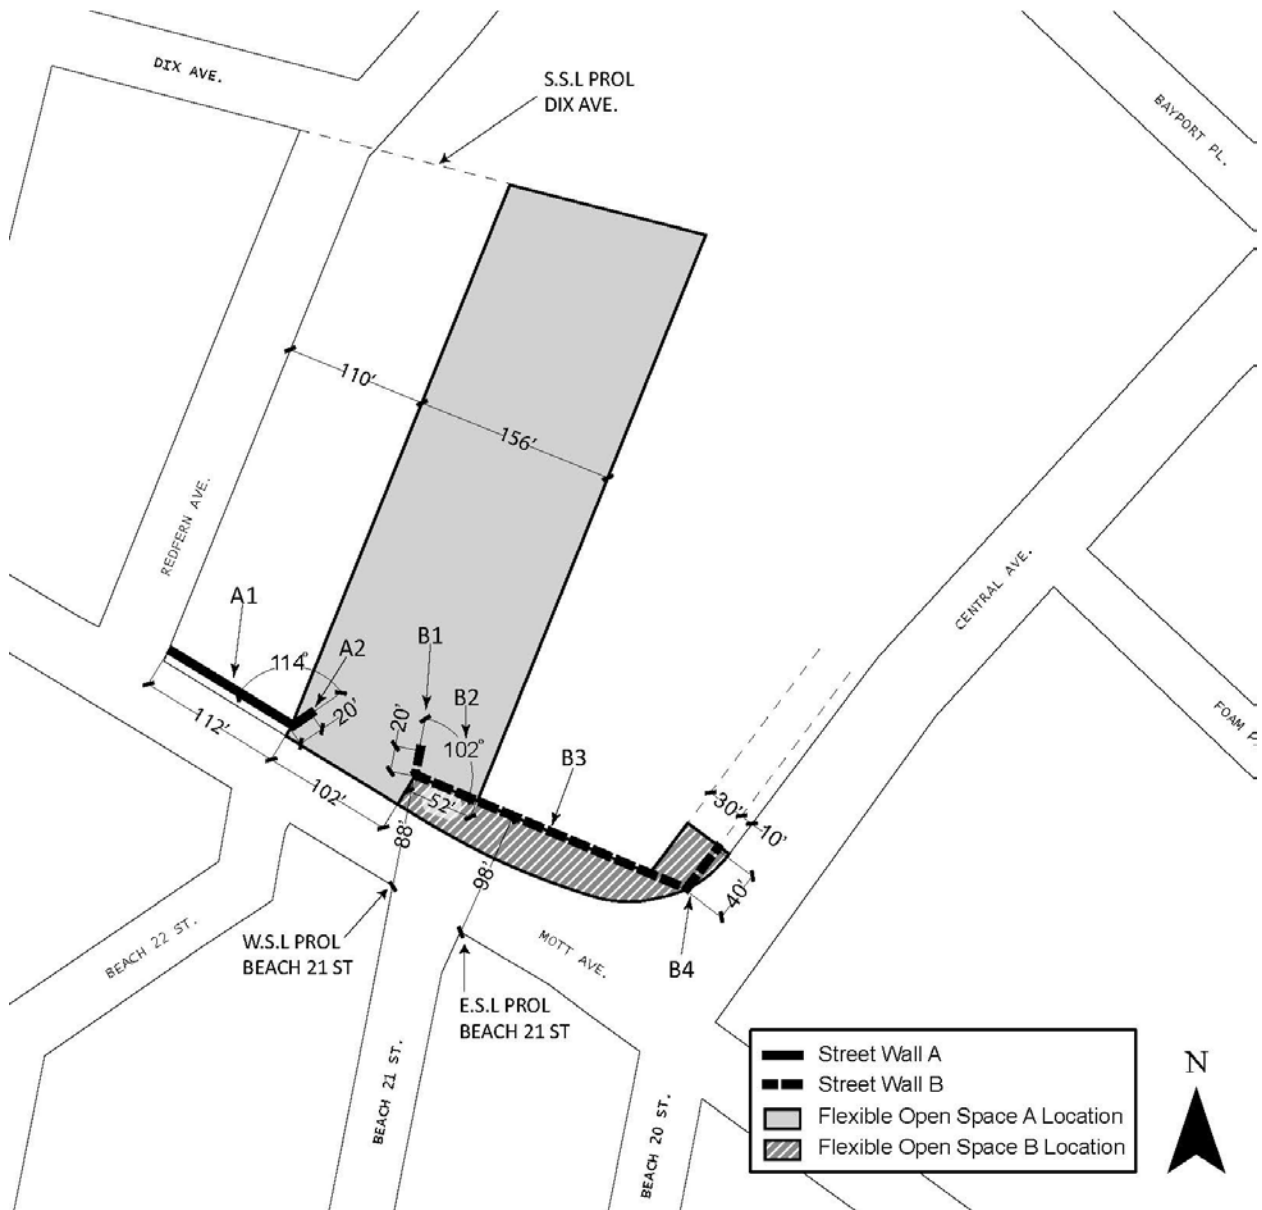 DIX AVE.
S.S.L PROL
DIX AVE.
BAYPORT PL.
110'
156'
REDFERN AVE.
CENTRAL AVE.
A1
114°
A2
B1
B2
20'
20'
102°
B3
112'
102'
52'
88'
98'
30'
10'
40'
FOAM P
W.S.L PROL
BEACH 21 ST
BEACH 22 ST.
MOTT AVE.
B4
E.S.L PROL
BEACH 21 ST
BEACH 21 ST.
BEACH 20 ST.
Street Wall A
Street Wall B
Flexible Open Space A Location
Flexible Open Space B Location
N